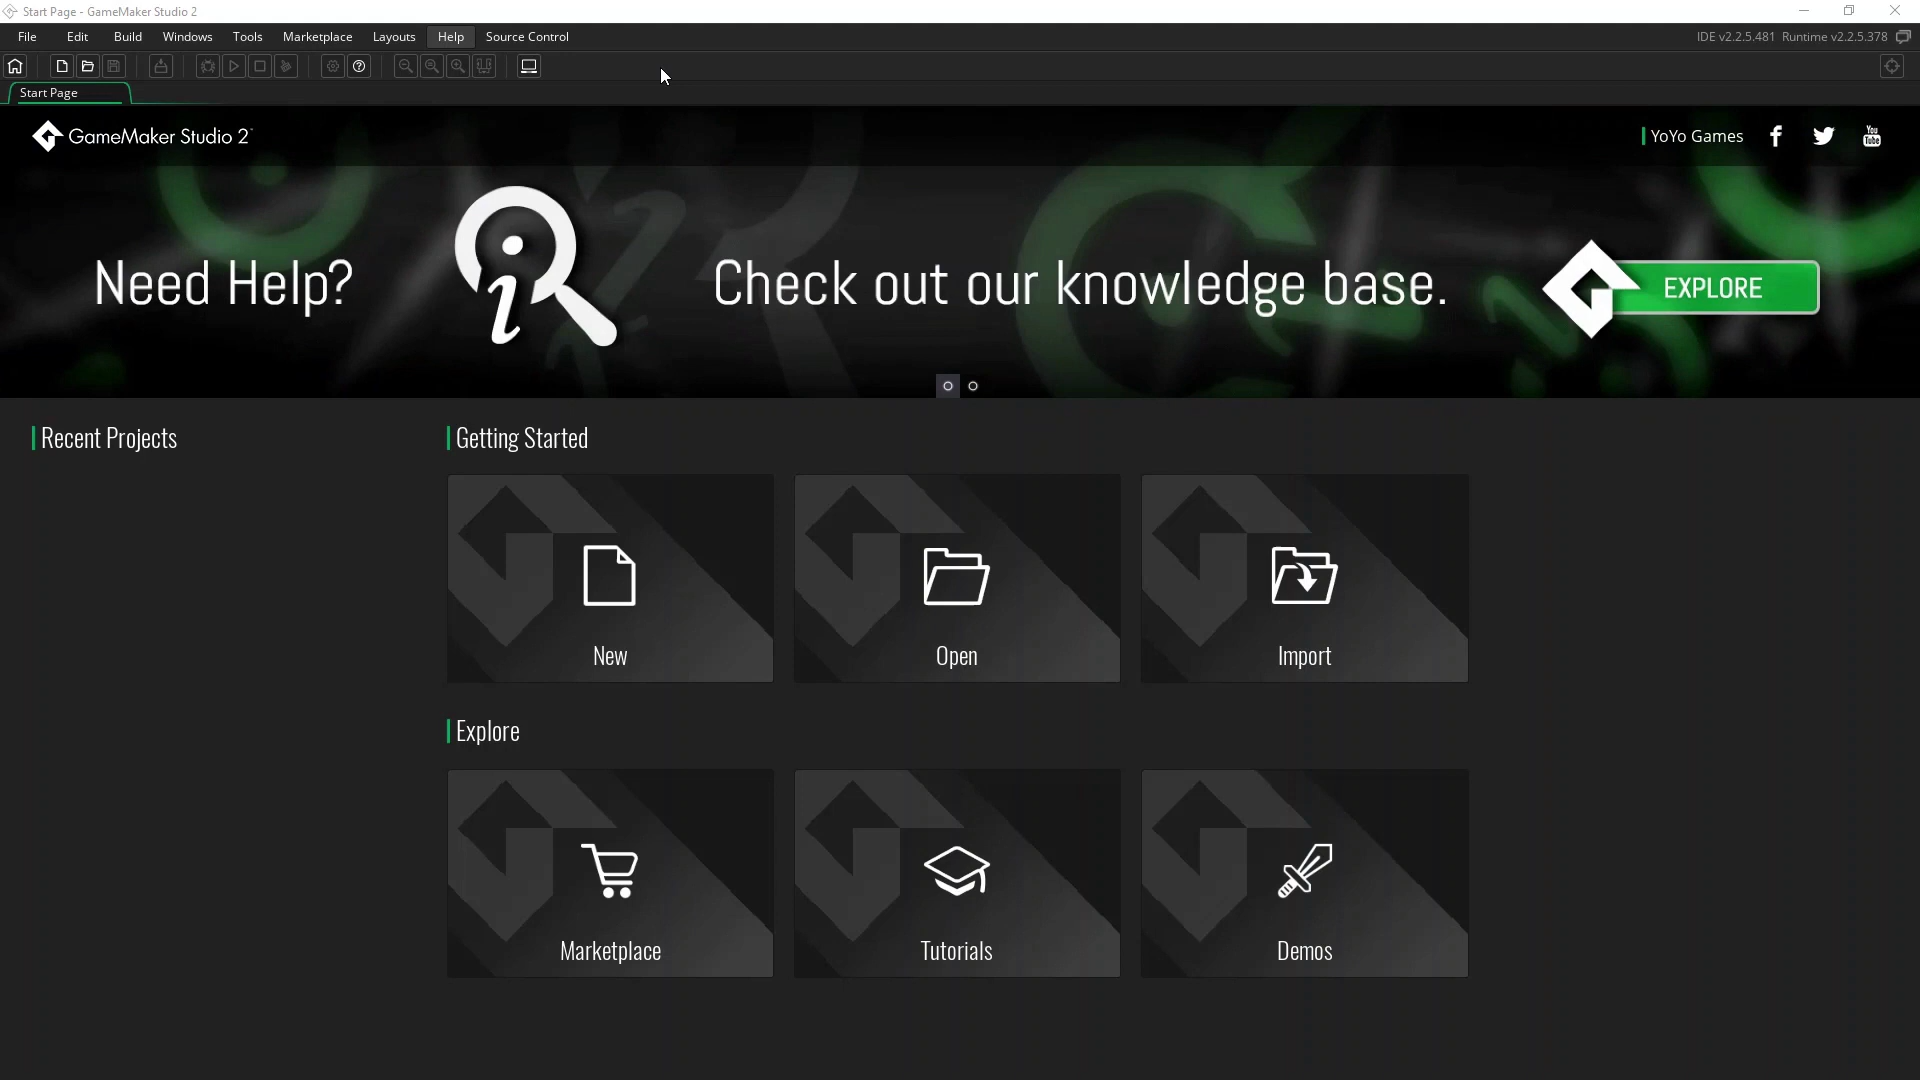 Start Page - GameMaker Studio 2
File Edit Build Windows Tools Marketplace Layouts Help Source Control
IDE v2.2.5.481 Runtime v2.2.5.378
Start Page
GameMaker Studio 2
YoYo Games
You Tube
Need Help?
Check out our knowledge base.
EXPLORE
Recent Projects
Getting Started
New
Open
Import
Explore
Marketplace
Tutorials
Demos